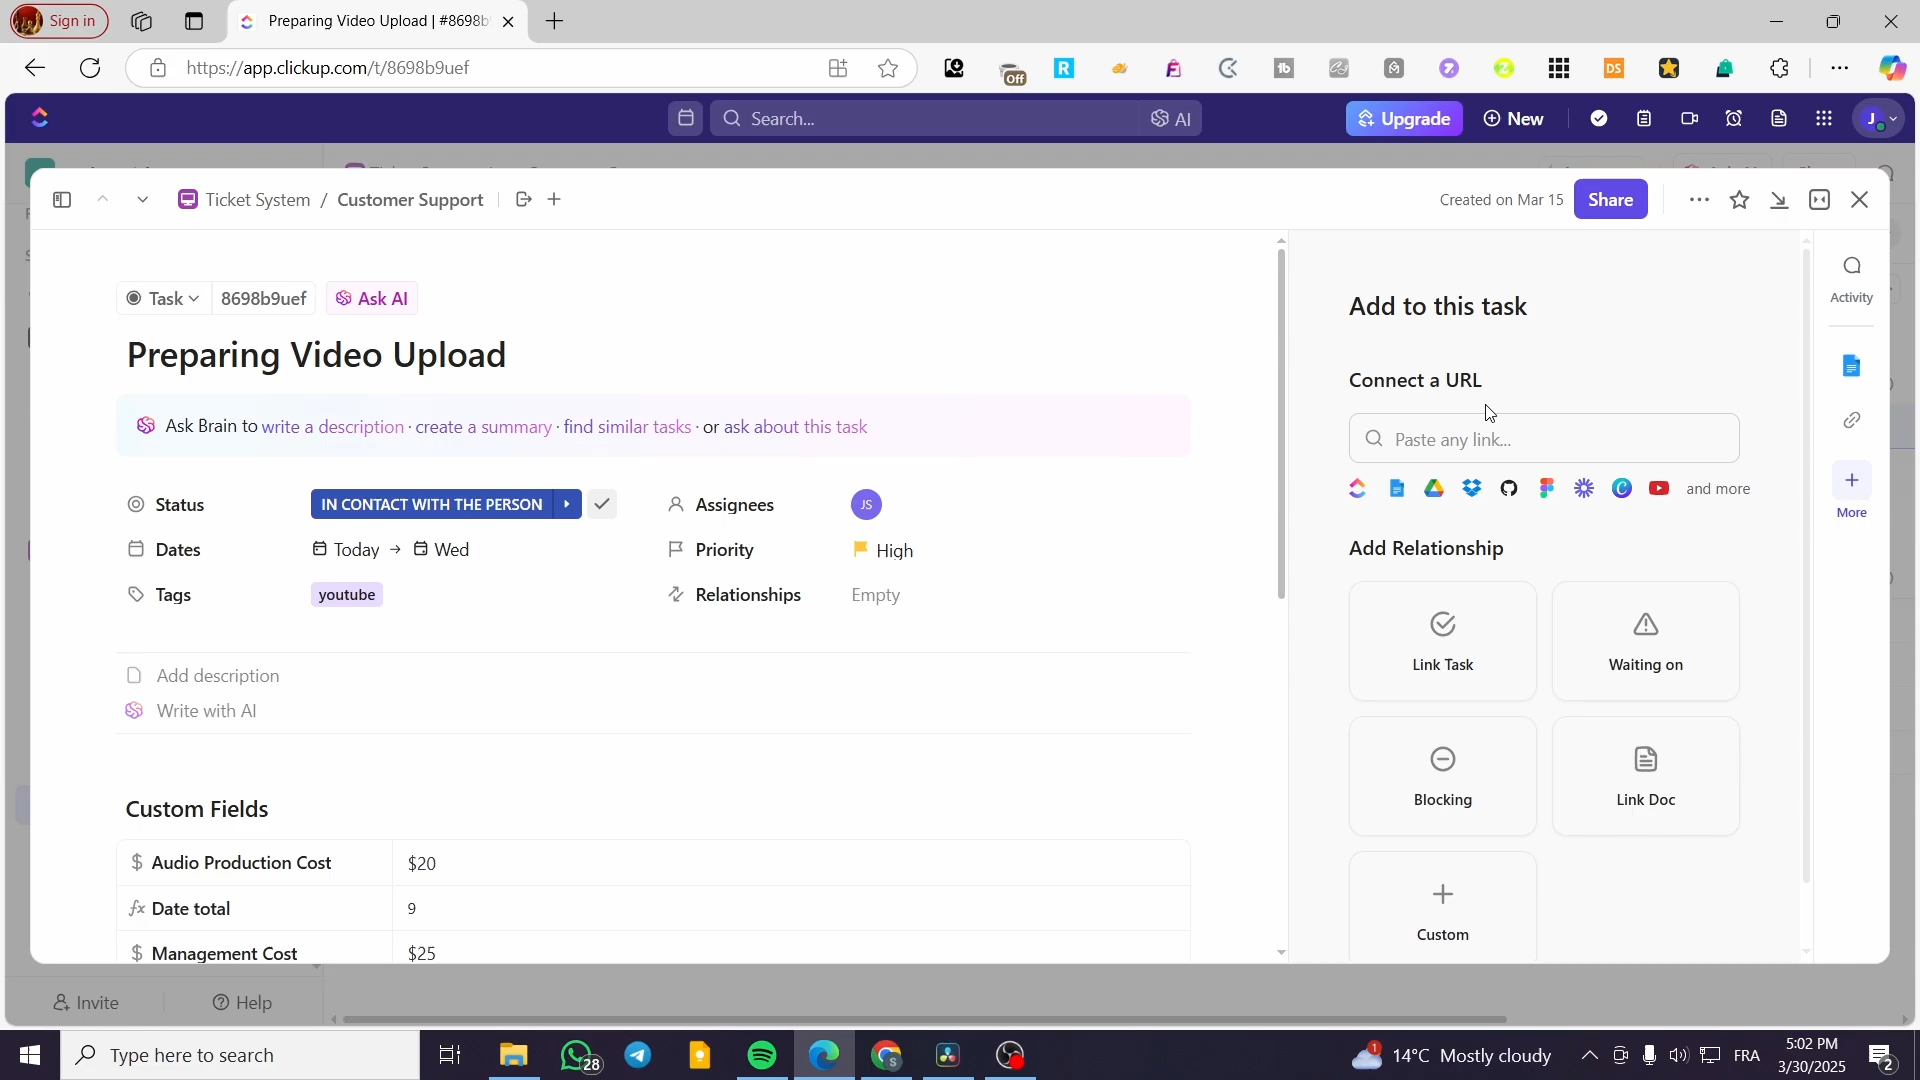 Sign in
Preparing Video Upload | #8698b
https://app.clickup.com/t/8698b9uef
Off
R
tb
DS
Search...
AI
Upgrade
New
J
Ticket System / Customer Support
Created on Mar 15
Share
Task
8698b9uef
Ask AI
Preparing Video Upload
Ask Brain to write a description · create a summary · find similar tasks · or ask about this task
Status
IN CONTACT WITH THE PERSON
Assignees
JS
Dates
Today → Wed
Priority
High
Tags
youtube
Relationships
Empty
Add description
Write with AI
Custom Fields
Audio Production Cost
$20
Date total
9
Management Cost
$25
Add to this task
Connect a URL
Paste any link...
and more
Add Relationship
Link Task
Waiting on
Blocking
Link Doc
Custom
Activity
More
Invite
Help
Type here to search
28
1
14°C Mostly cloudy
FRA
5:02 PM
3/30/2025
2